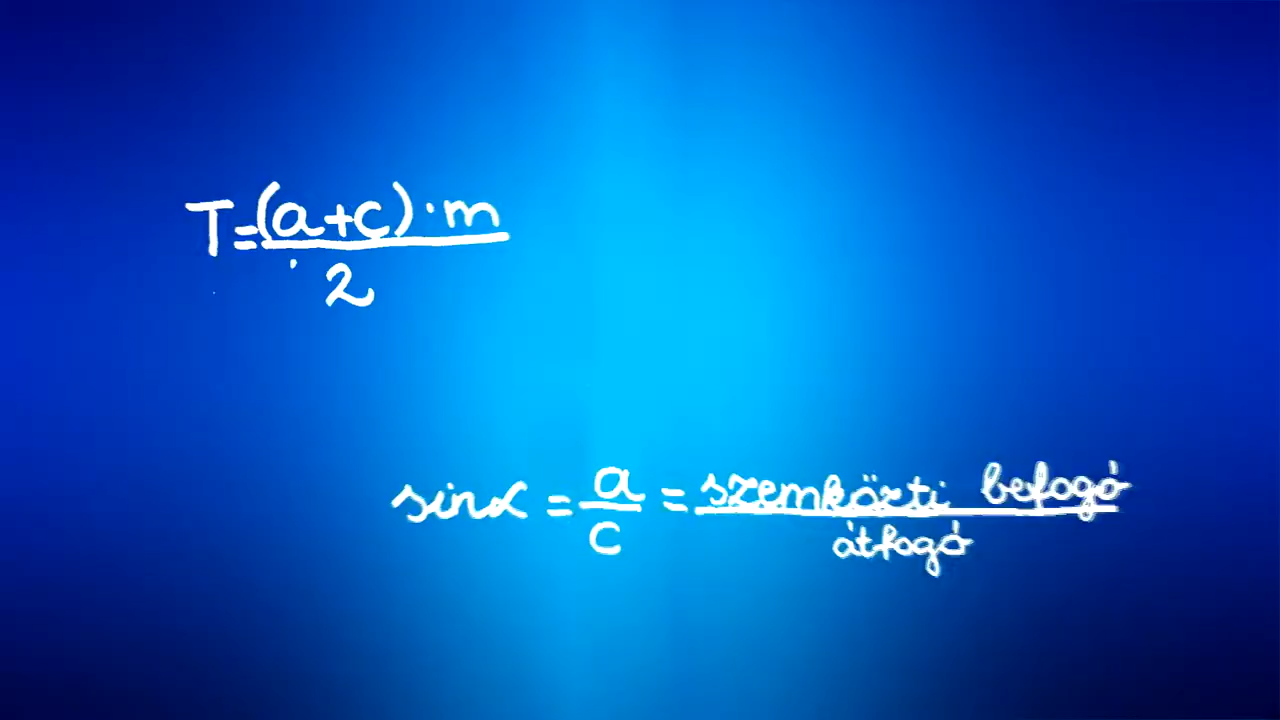 T=(a+c)·m/2
sinα = a/c = szemközti befogó/átfogó